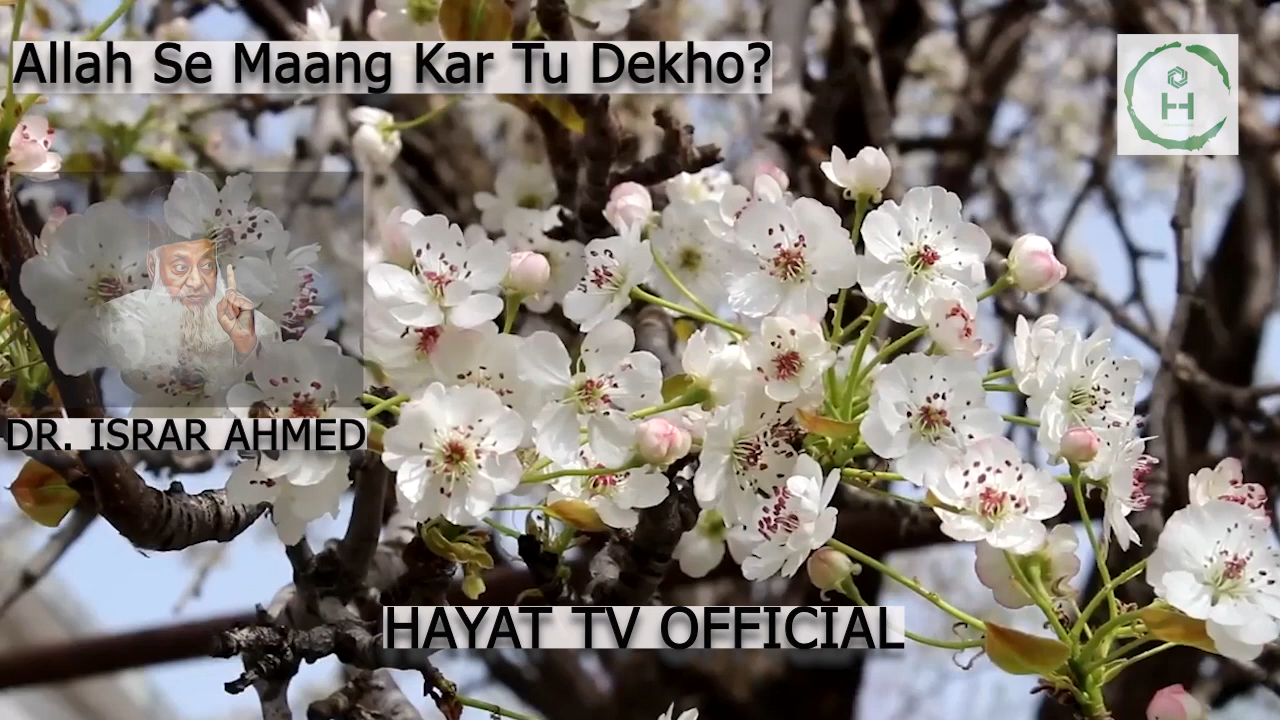 Allah Se Maang Kar Tu Dekho?
H
DR. ISRAR AHMED
HAYAT TV OFFICIAL